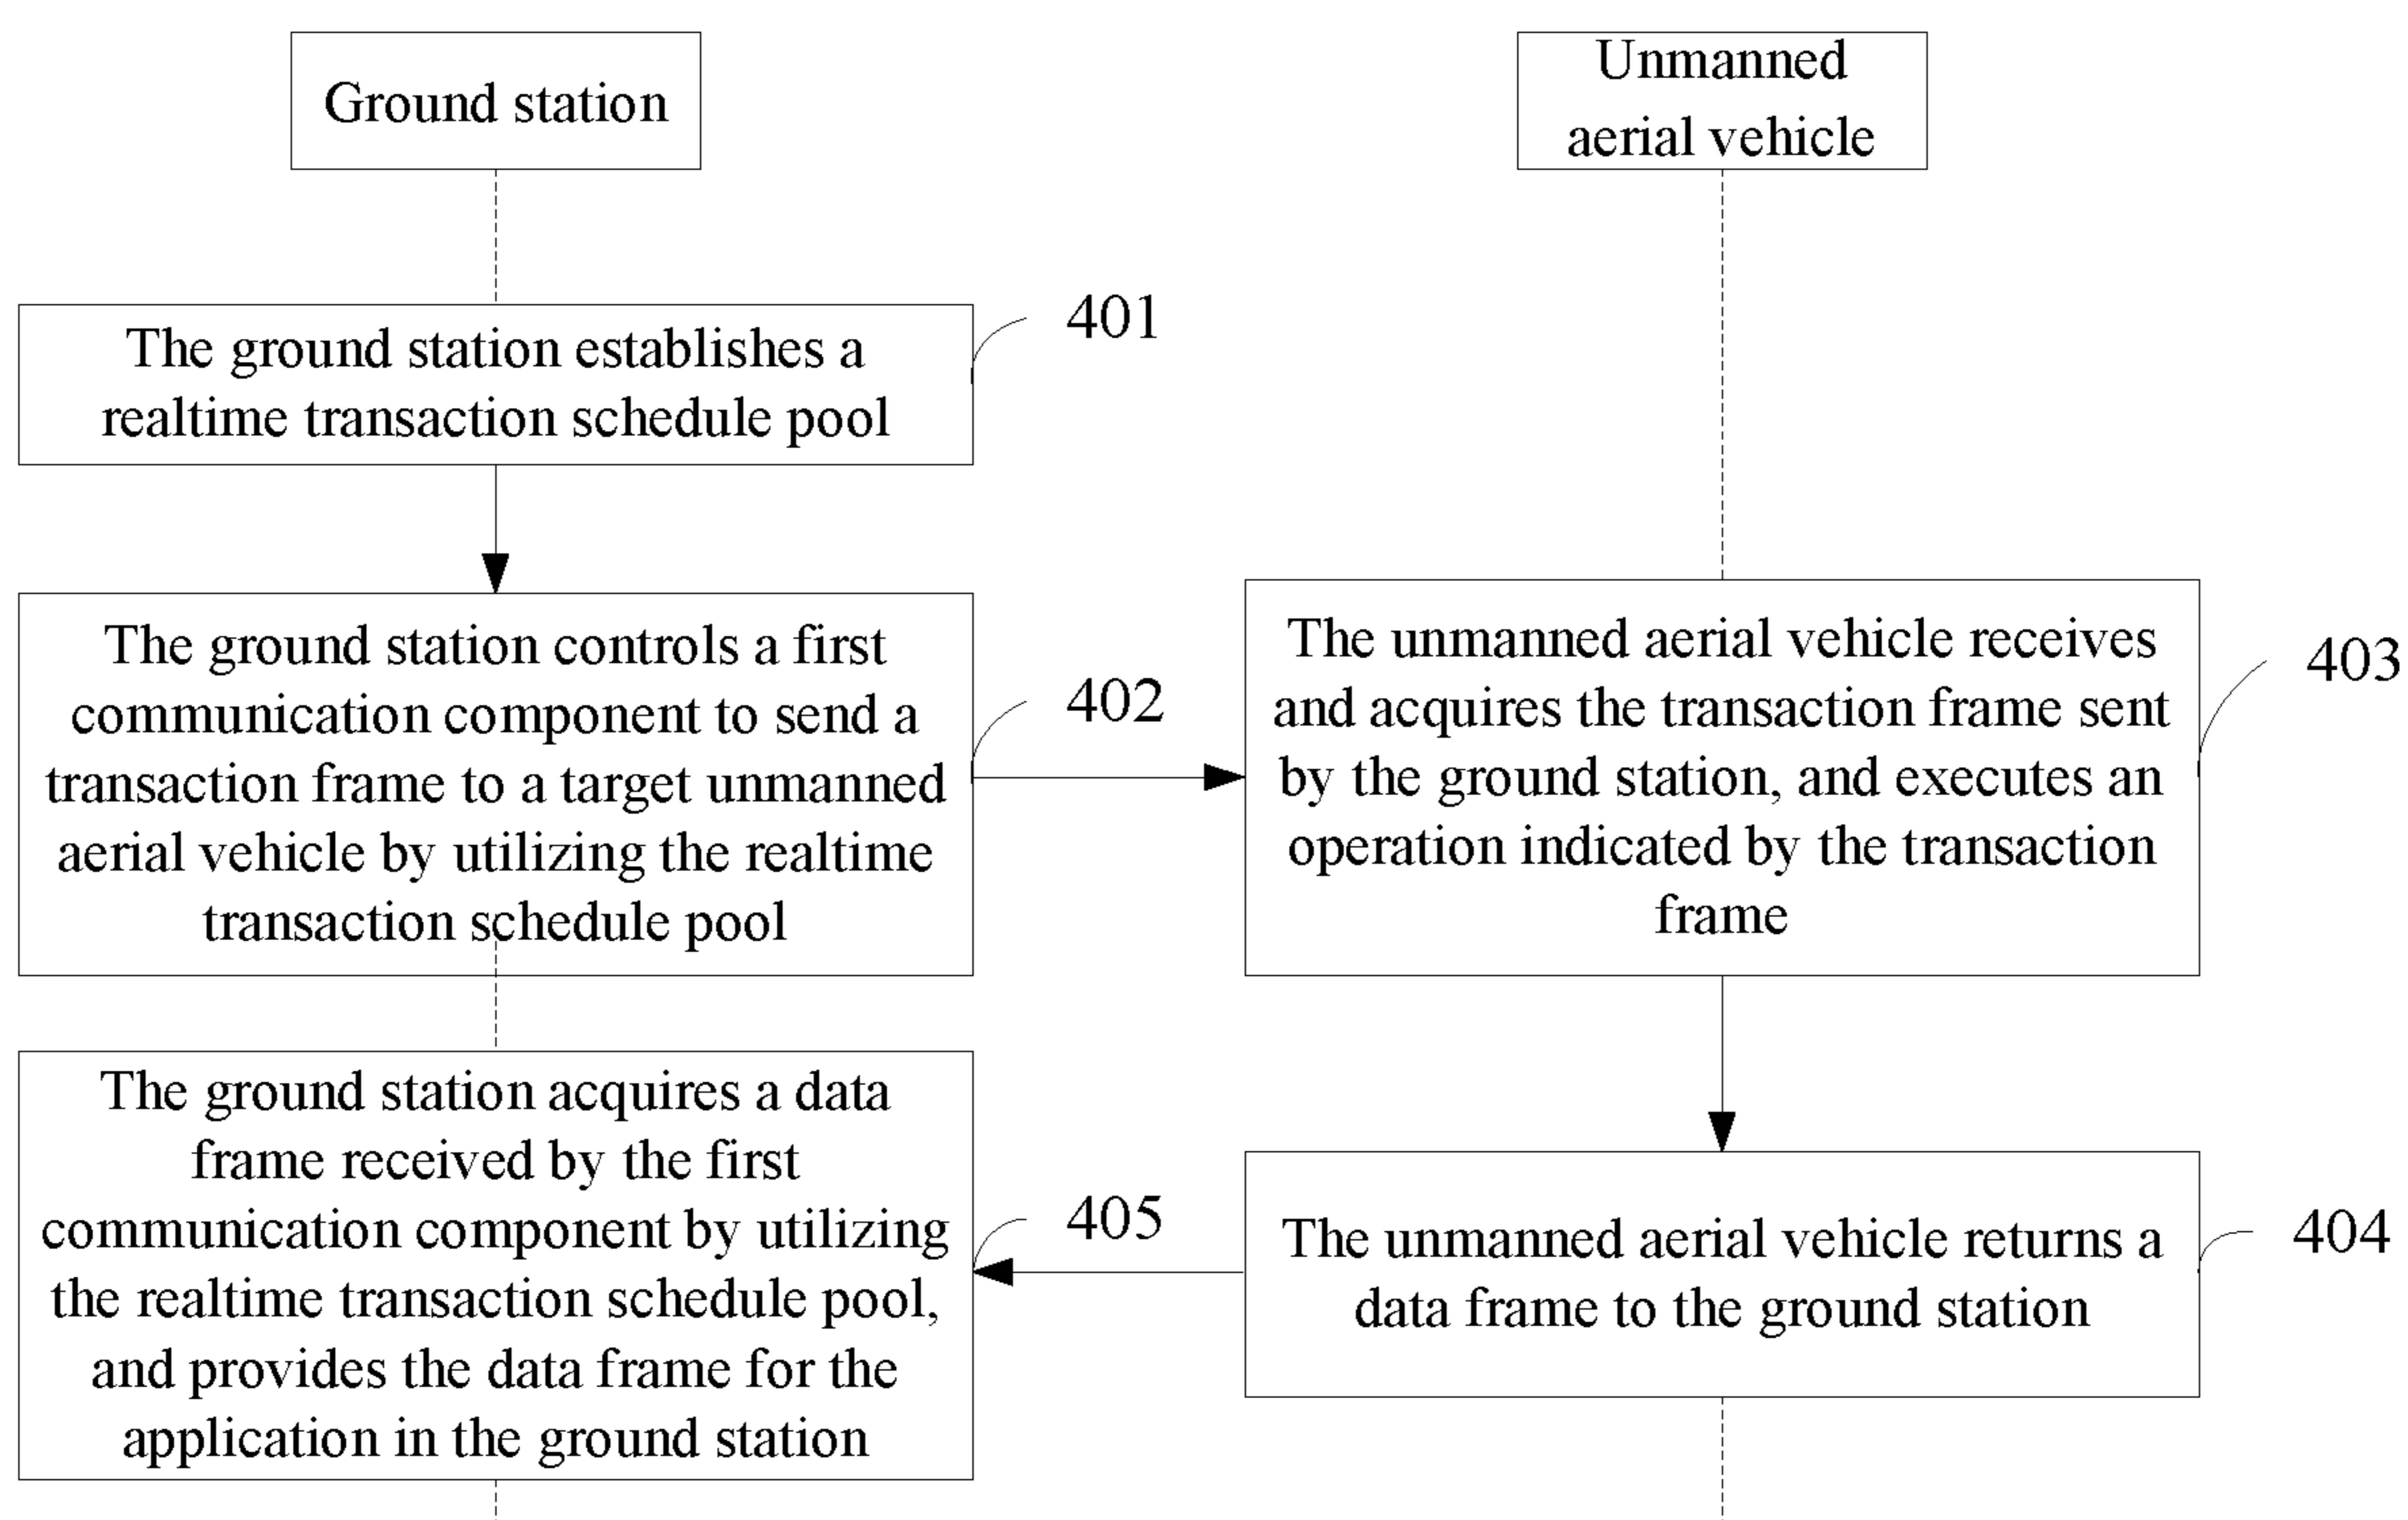 Ground station
Unmanned
aerial vehicle
The ground station establishes a
realtime transaction schedule pool
401
The ground station controls a first
communication component to send a
transaction frame to a target unmanned
aerial vehicle by utilizing the realtime
transaction schedule pool
402
The unmanned aerial vehicle receives
and acquires the transaction frame sent
by the ground station, and executes an
operation indicated by the transaction
frame
403
The unmanned aerial vehicle returns a
data frame to the ground station
404
The ground station acquires a data
frame received by the first
communication component by utilizing
the realtime transaction schedule pool,
and provides the data frame for the
application in the ground station
405